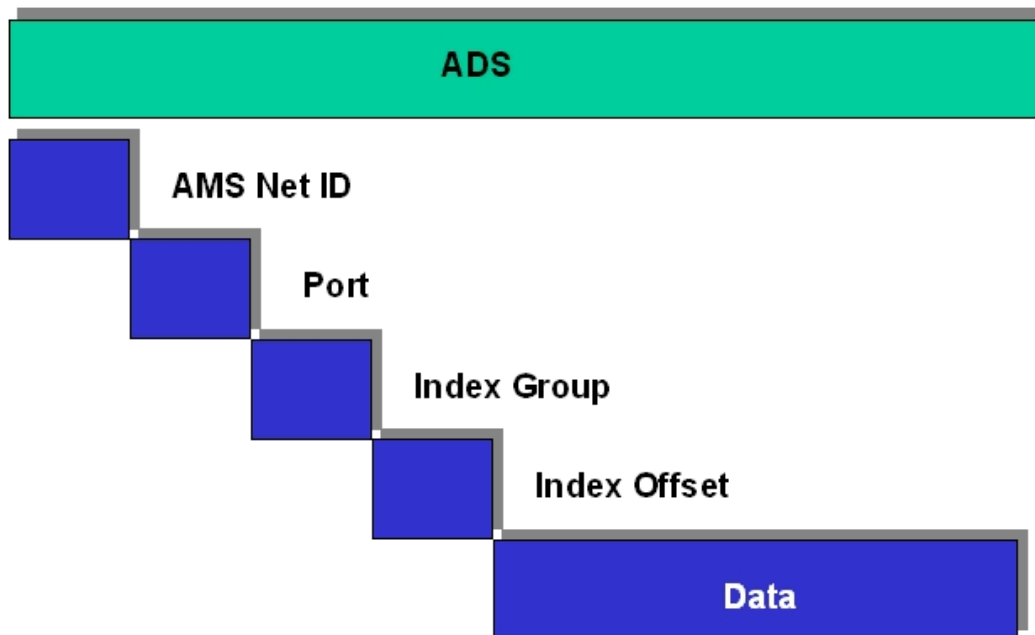 ADS
AMS Net ID
Port
Index Group
Index Offset
Data